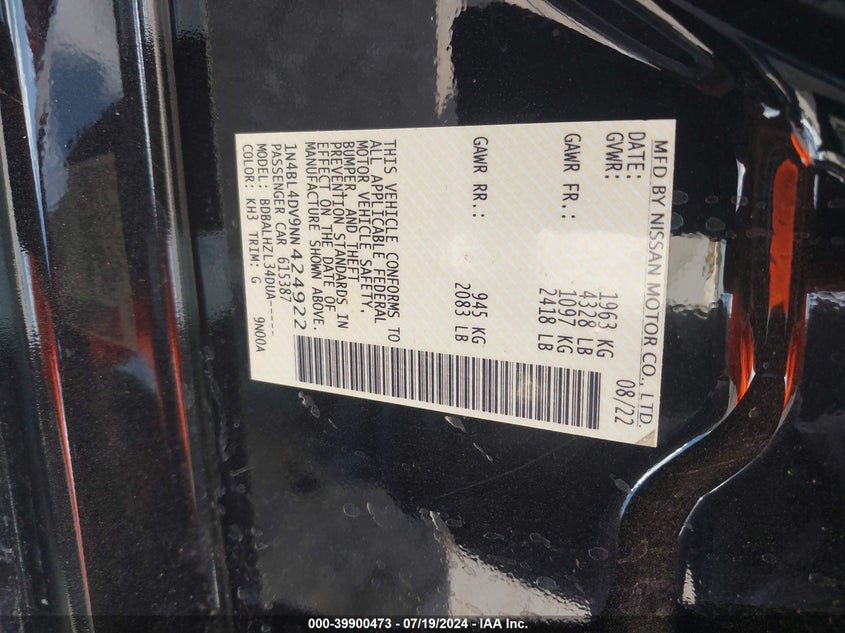 MFD BY NISSAN MOTOR CO., LTD.
DATE: 08/22
GVWR: 1963 KG
4328 LB
GAWR FR.: 1097 KG
2418 LB
GAWR RR.: 945 KG
2083 LB
THIS VEHICLE CONFORMS TO
ALL APPLICABLE FEDERAL
MOTOR VEHICLE SAFETY,
BUMPER, AND THEFT
PREVENTION STANDARDS IN
EFFECT ON THE DATE OF
MANUFACTURE SHOWN ABOVE.
1N4BL4DV9NN424922
PASSENGER CAR 615387
MODEL: BDBALHZL34DUA-----
COLOR: KH3 TRIM: G 9N00A
000-39900473 - 07/19/2024 - IAA Inc.